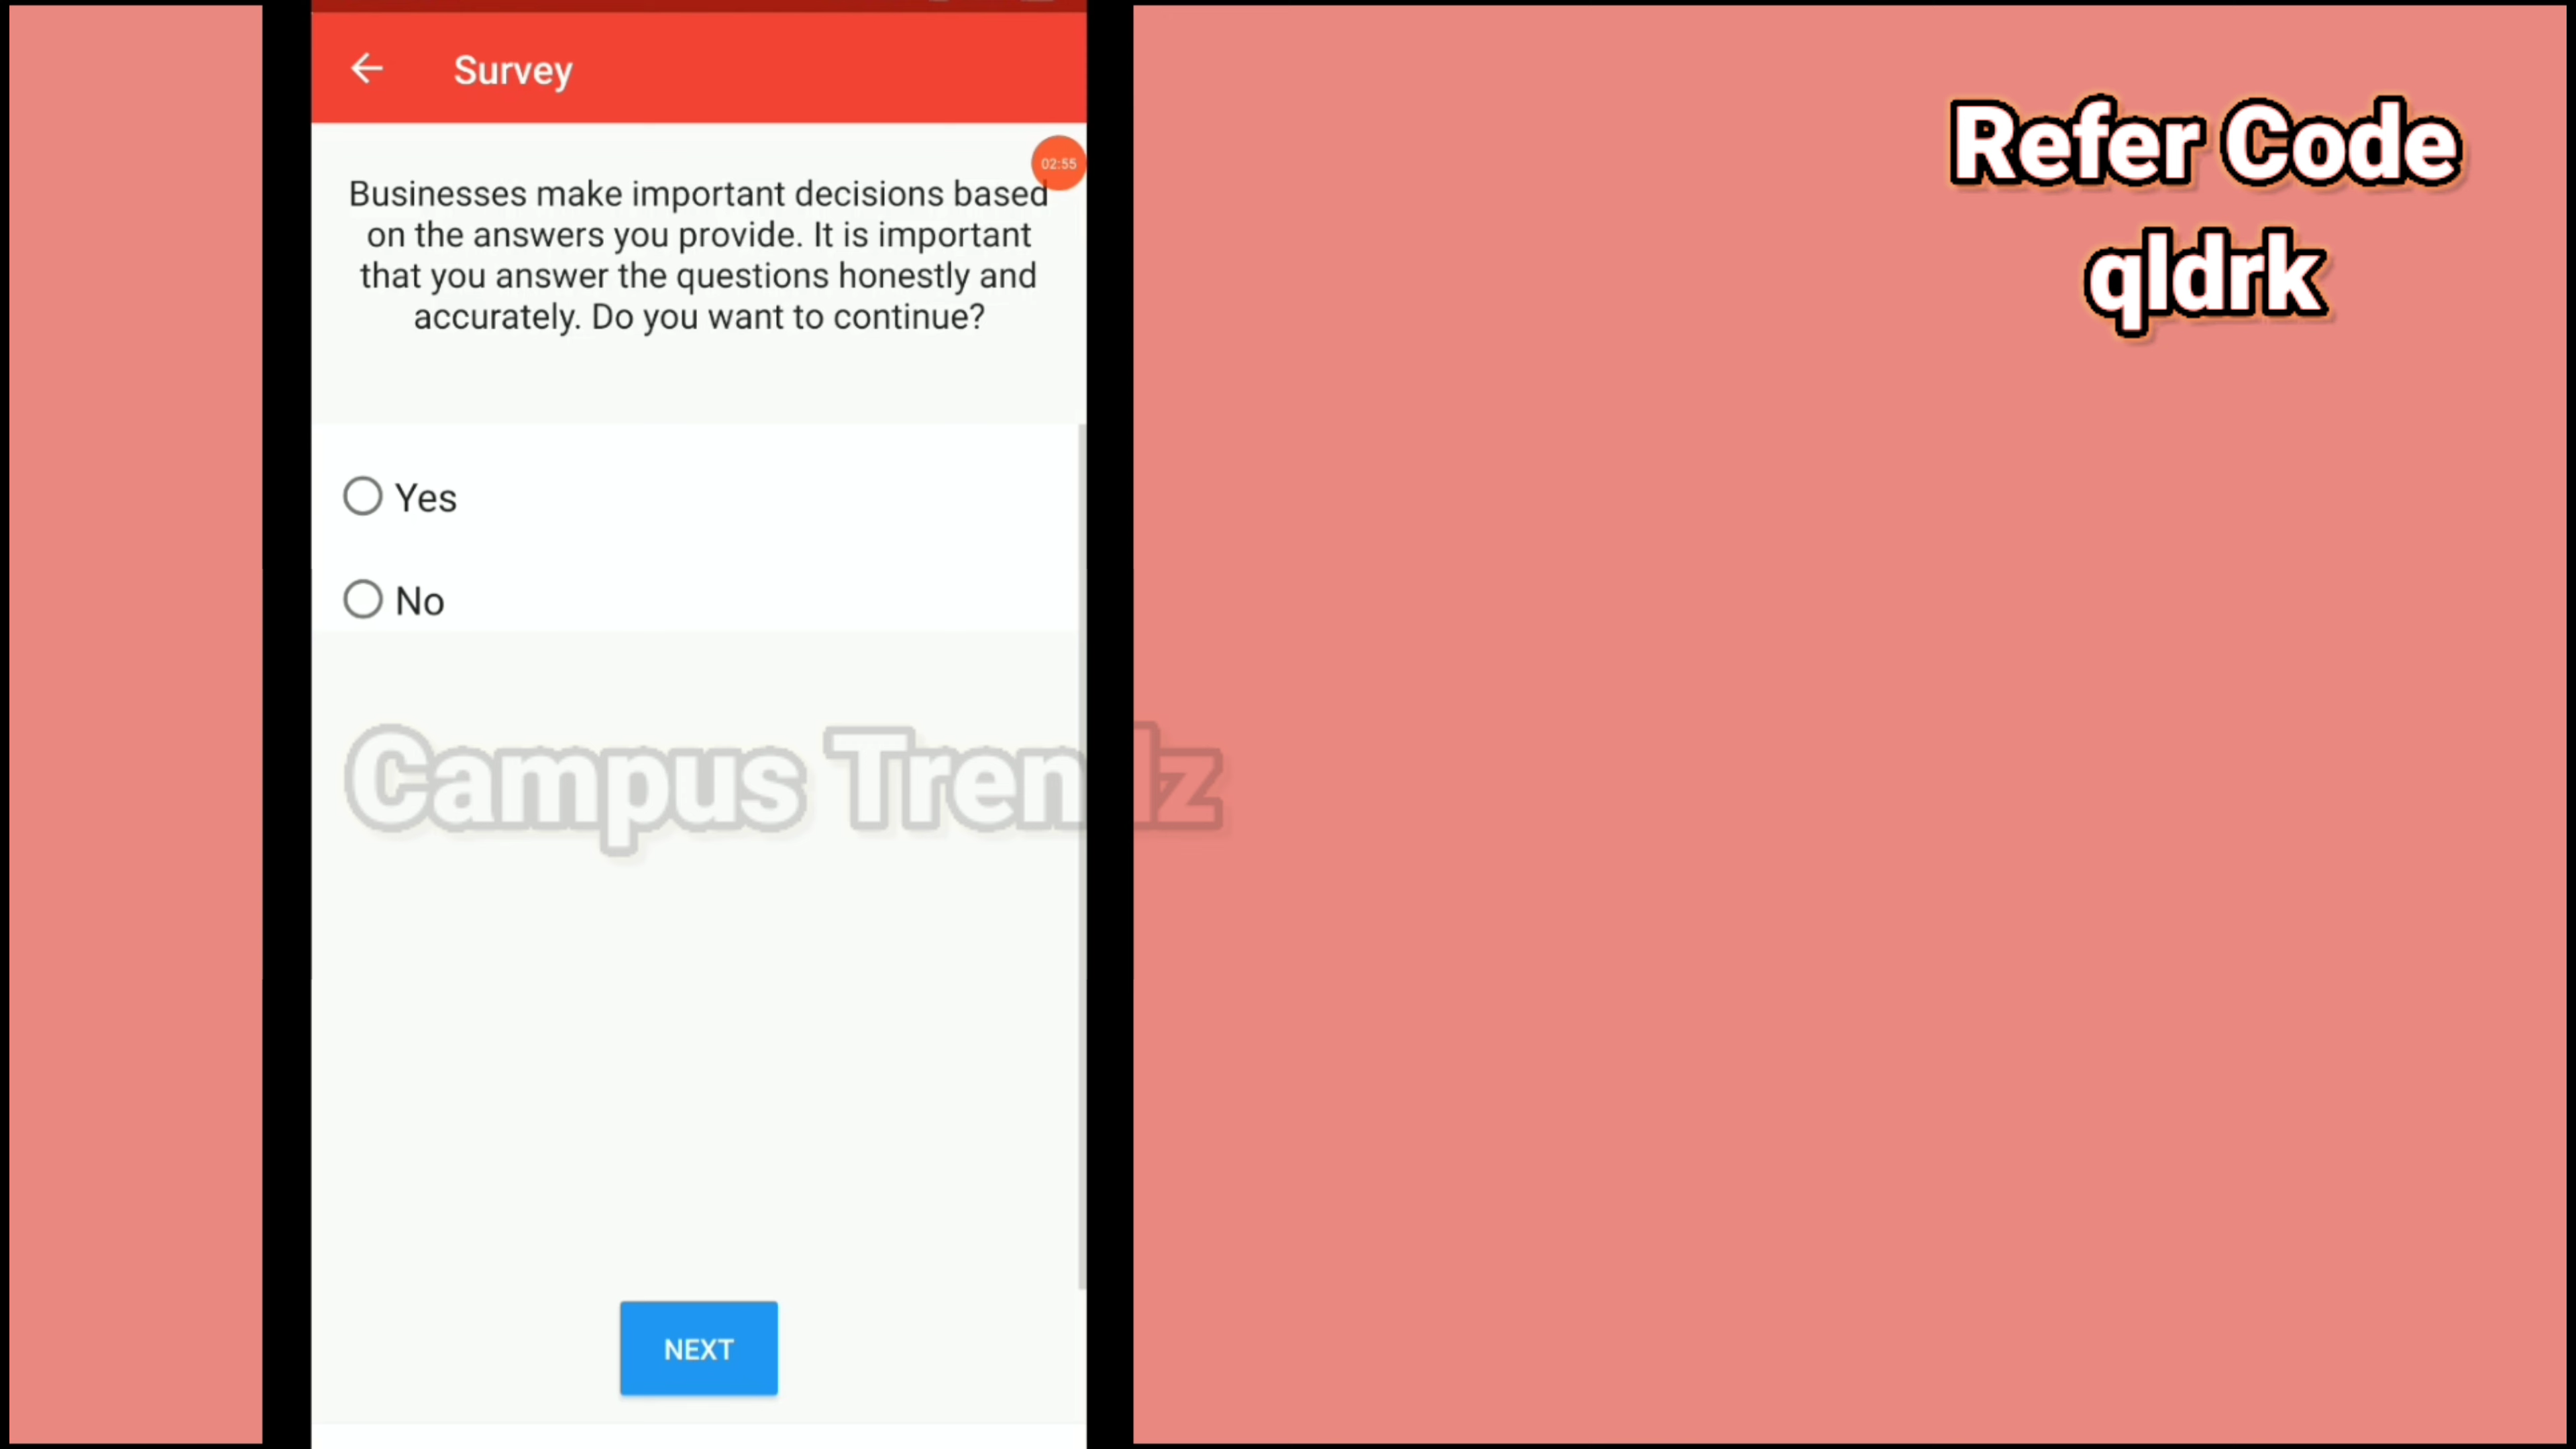 Survey
02:55
Businesses make important decisions based
on the answers you provide. It is important
that you answer the questions honestly and
accurately. Do you want to continue?
Yes
No
Campus Trendz
NEXT
Refer Code
qldrk